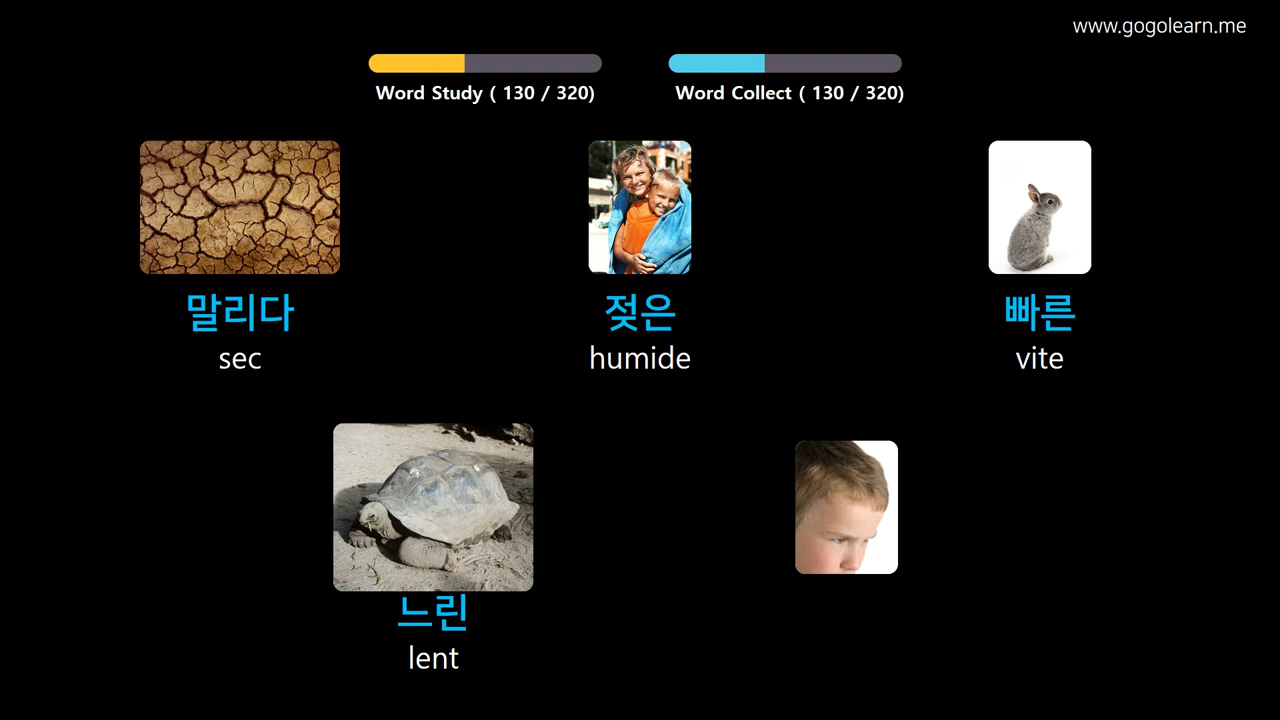 www.gogolearn.me
Word Study ( 130 / 320)
Word Collect ( 130 / 320)
말리다
sec
젖은
humide
빠른
vite
느린
lent